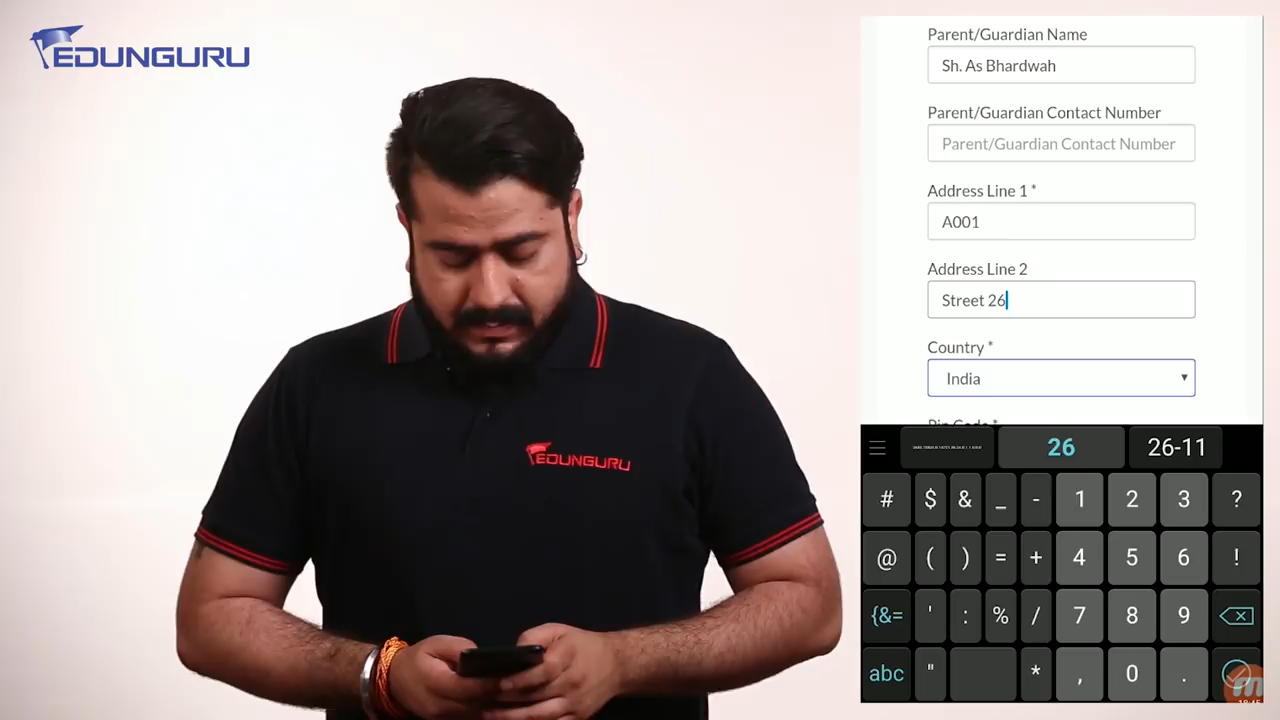 EDUNGURU
Parent/Guardian Name
Sh. As Bhardwah
Parent/Guardian Contact Number
Parent/Guardian Contact Number
Address Line 1 *
A001
Address Line 2
Street 26
Country *
India
Pin Code *
26 26-11
# $ & _ - 1 2 3 ?
@ ( ) = + 4 5 6 !
{&= ' : % / 7 8 9
abc " * , 0 .
EDUNGURU